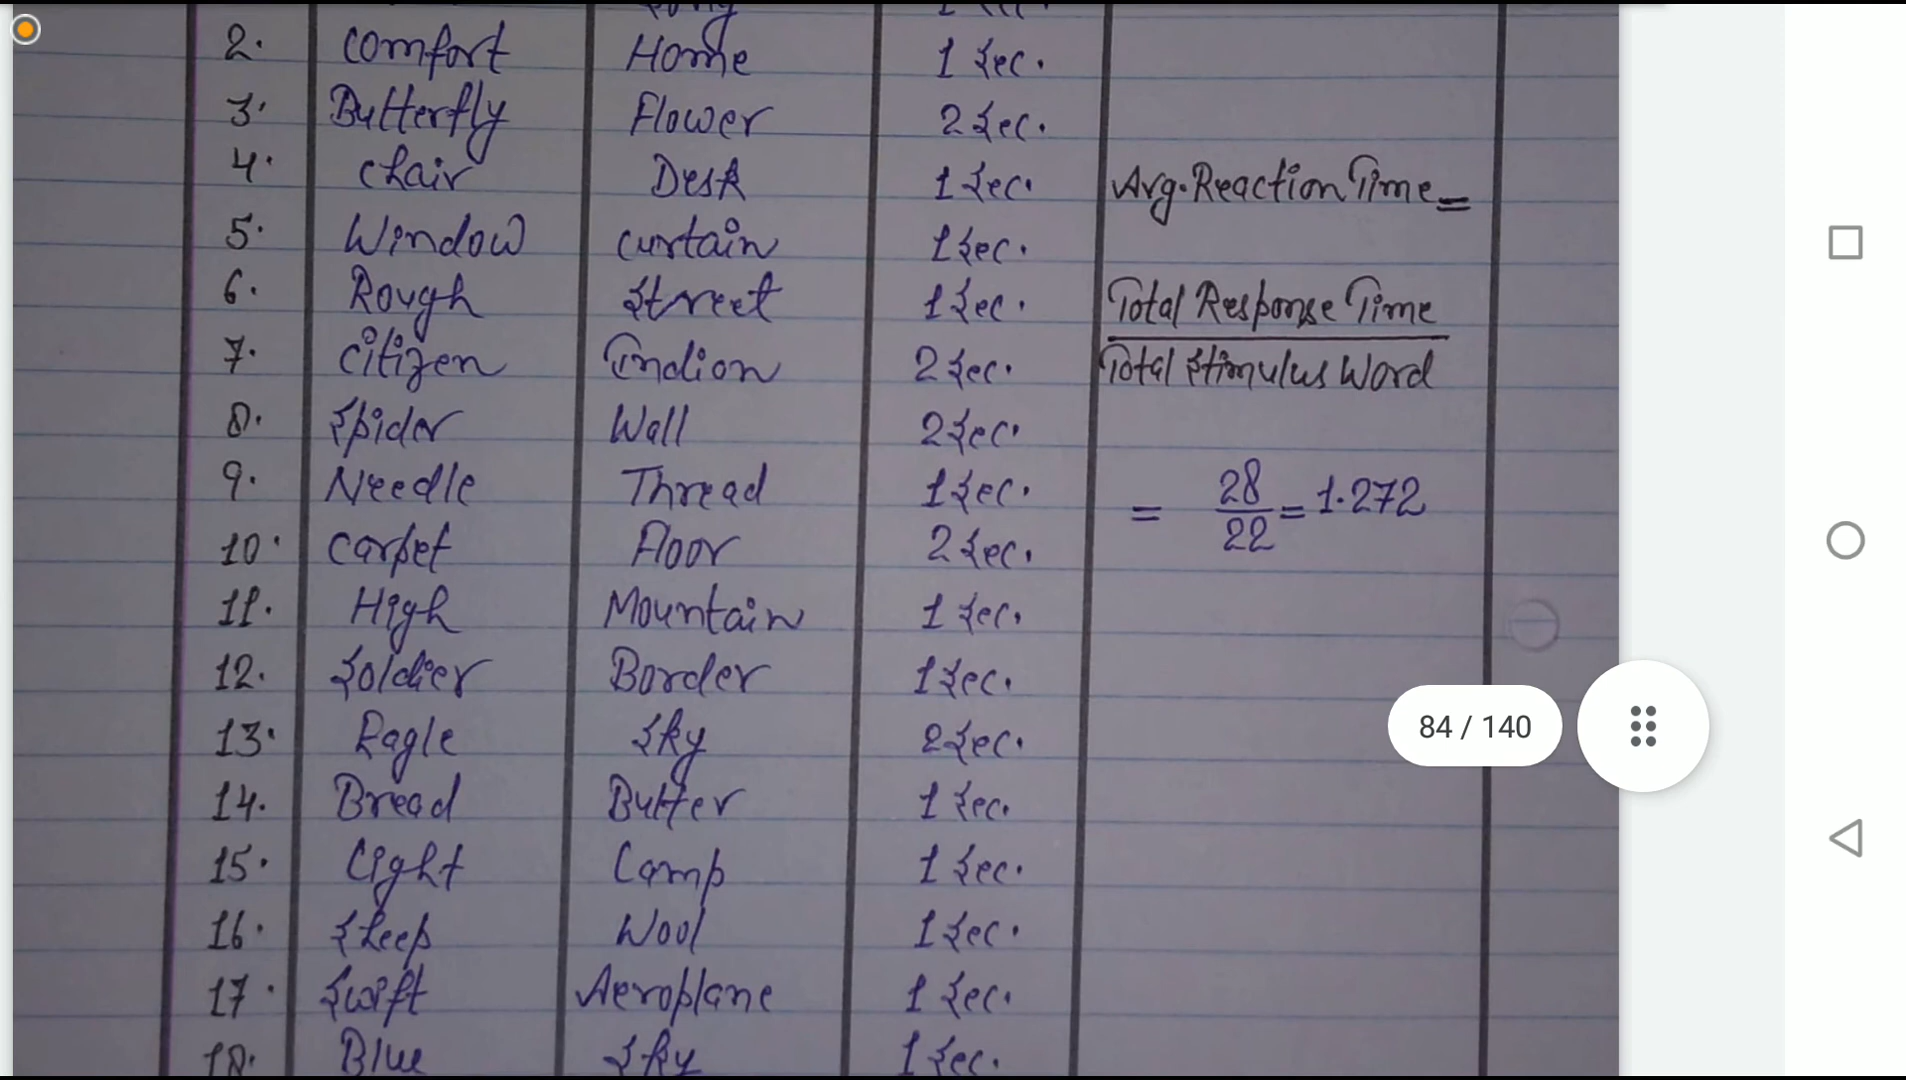 2. comfort Home 1 Sec.
3. Butterfly Flower 2 Sec.
4. Chair Desk 1 Sec. Avg. Reaction Time =
5. Window curtain 1 Sec.
6. Rough Street 1 Sec. Total Response Time
7. citizen Indion 2 Sec. Total Stimulus Word
8. Spider Wall 2 Sec.
9. Needle Thread 1 Sec. = 28/22 = 1.272
10. carpet Floor 2 Sec.
11. High Mountain 1 Sec.
12. Soldier Border 1 Sec.
13. Eagle Sky 2 Sec.
14. Bread Butter 1 Sec.
84 / 140
15. Light Lamp 1 Sec.
16. Sheep Wool 1 Sec.
17. Swift Aeroplane 1 Sec.
18. Blue Sky 1 Sec.